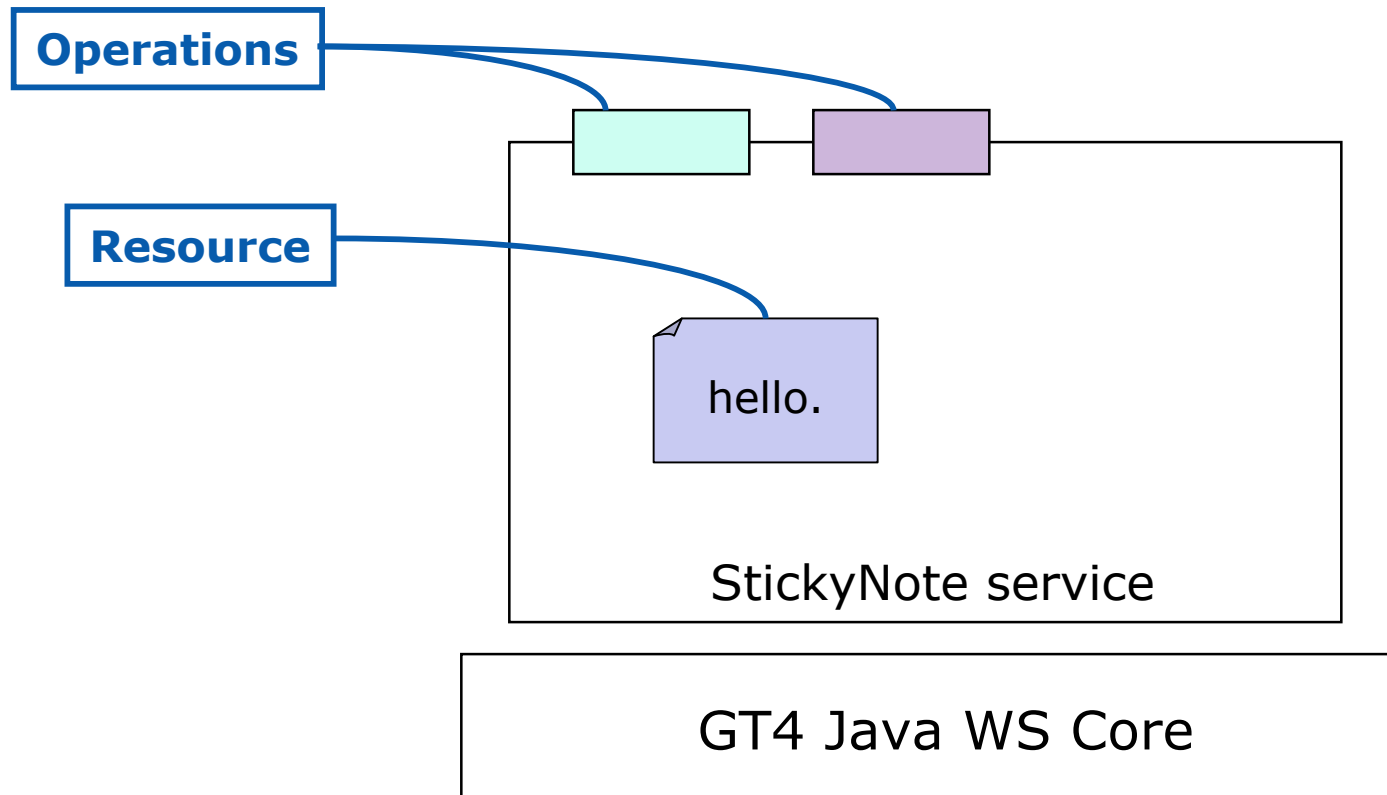 Operations
Resource
hello.
StickyNote service
GT4 Java WS Core